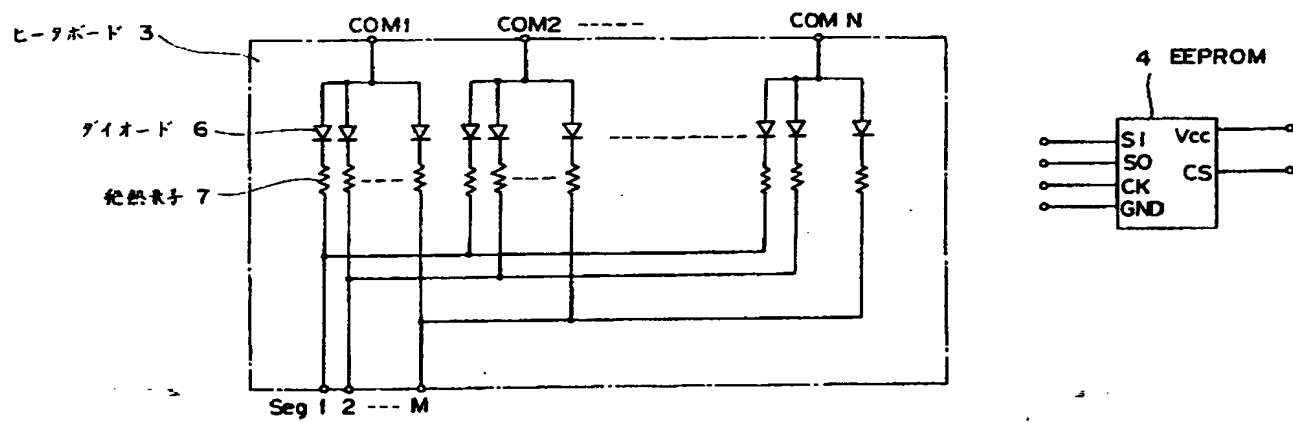 COM1 COM2 ----- COM N
ヒータボード 3
4 EEPROM
ダイオード 6
SI Vcc
SO
CK CS
GND
発熱素子 7
Seg 1 2 --- M